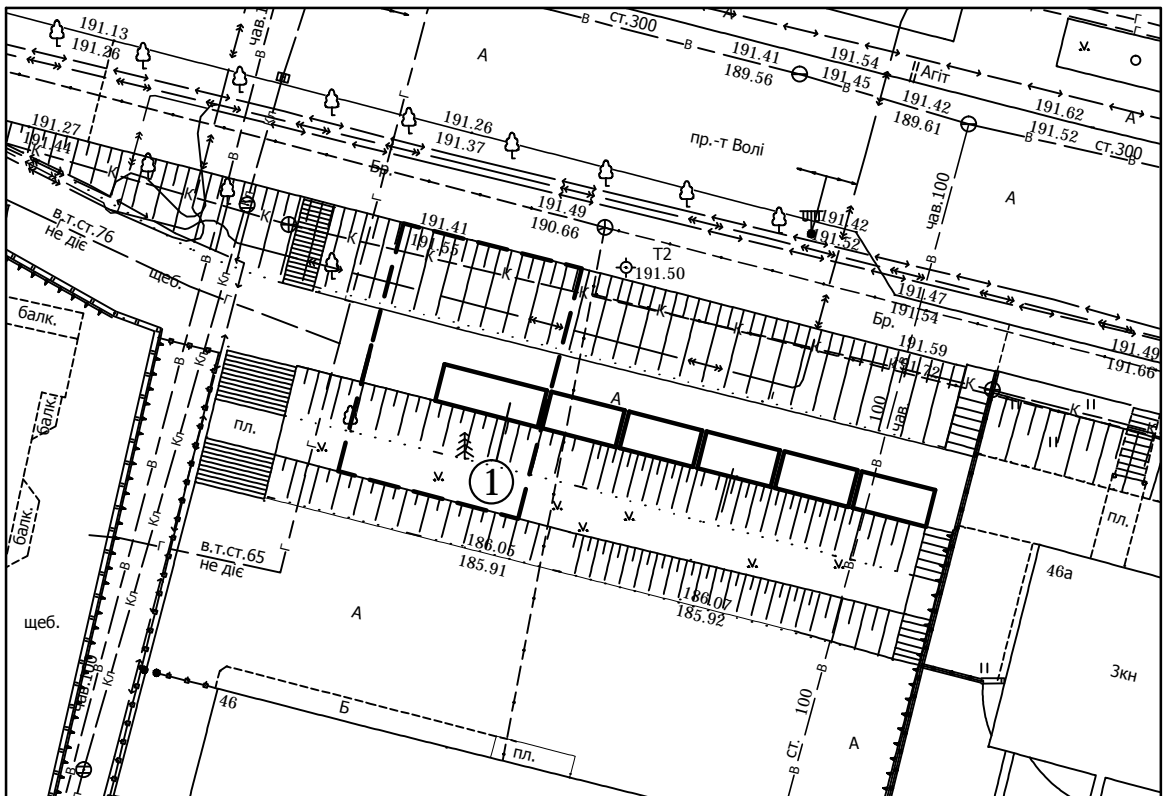 ст.300
А
чав.1
191.13
191.26
191.41
189.56
191.54
191.45
Агіт
191.42
189.61
191.62
А
191.52
ст.300
А
191.27
191.44
191.26
191.37
пр.-т Волі
чав.100
А
Бр.
в.т.ст.76
не діє
щеб.
191.41
191.55
191.49
190.66
Т2
191.50
191.42
191.52
191.47
191.54
Бр.
191.59
191.72
191.49
191.66
К
К
К
К
К
К
К
К
К
К
К
К
К
В
В
В
В
В
В
Г
Г
Г
Кл
Кл
Кл
Кл
балк.
балк.
балк.
пл.
А
100
чав.
1
пл.
186.05
185.91
в.т.ст.65
не діє
46а
186.07
185.92
щеб.
А
3кн
чав.100
46
Б
пл.
ст. 100
А